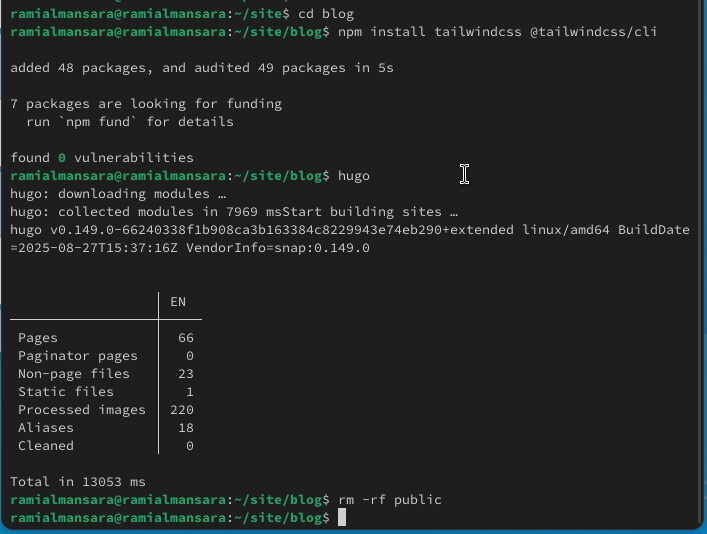 ramialmansara@ramialmansara:~/site$ cd blog
ramialmansara@ramialmansara:~/site/blog$ npm install tailwindcss @tailwindcss/cli
added 48 packages, and audited 49 packages in 5s
7 packages are looking for funding
  run `npm fund` for details
found 0 vulnerabilities
ramialmansara@ramialmansara:~/site/blog$ hugo
hugo: downloading modules …
hugo: collected modules in 7969 msStart building sites …
hugo v0.149.0-66240338f1b908ca3b163384c8229943e74eb290+extended linux/amd64 BuildDate
=2025-08-27T15:37:16Z VendorInfo=snap:0.149.0
EN
Pages 66
Paginator pages 0
Non-page files 23
Static files 1
Processed images 220
Aliases 18
Cleaned 0
Total in 13053 ms
ramialmansara@ramialmansara:~/site/blog$ rm -rf public
ramialmansara@ramialmansara:~/site/blog$